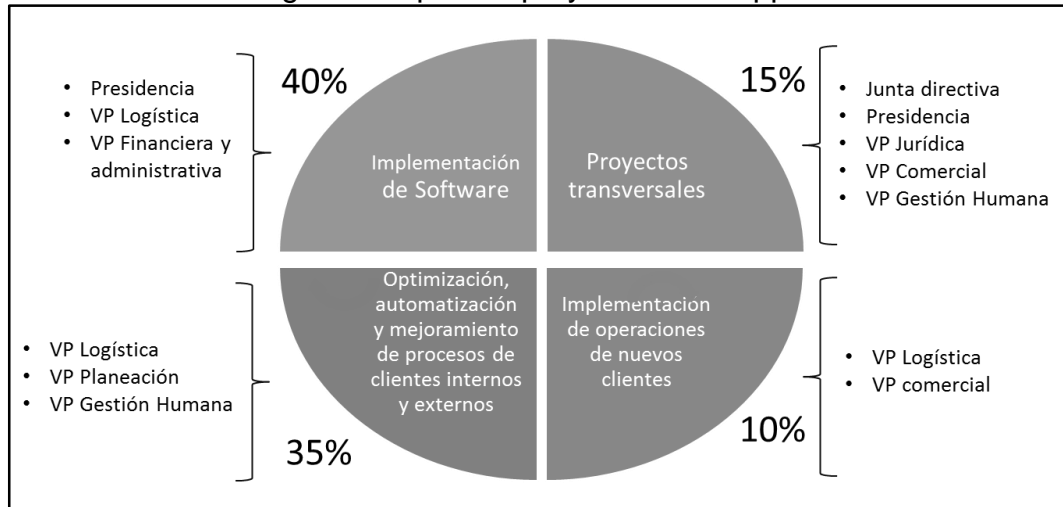 40%
Presidencia
VP Logística
VP Financiera y
administrativa
Implementación
de Software
15%
Junta directiva
Presidencia
VP Jurídica
VP Comercial
VP Gestión Humana
Proyectos
transversales
VP Logística
VP Planeación
VP Gestión Humana
35%
Optimización,
automatización
y mejoramiento
de procesos de
clientes internos
y externos
Implementación
de operaciones
de nuevos
clientes
10%
VP Logística
VP comercial